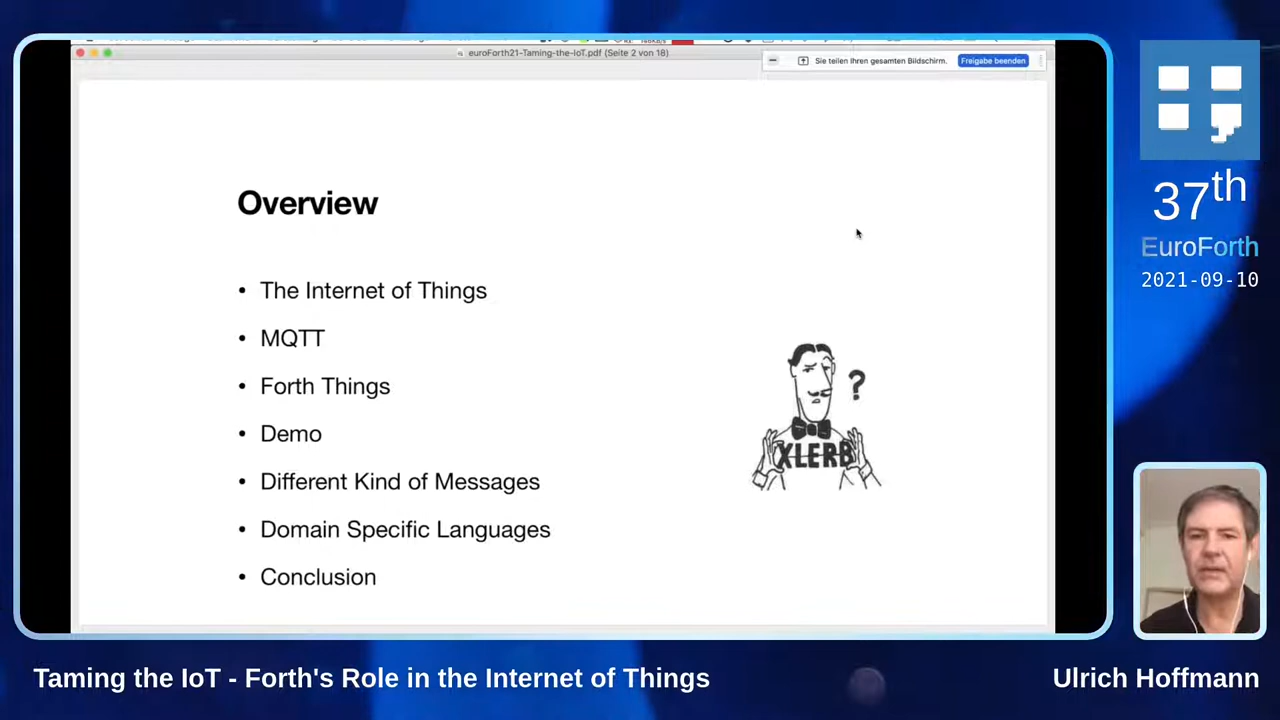 euroForth21-Taming-the-IoT.pdf (Seite 2 von 18)
Sie teilen Ihren gesamten Bildschirm.
Freigabe beenden
Overview
• The Internet of Things
• MQTT
• Forth Things
• Demo
• Different Kind of Messages
• Domain Specific Languages
• Conclusion
?
XLERB
37th
EuroForth
2021-09-10
Taming the IoT - Forth's Role in the Internet of Things
Ulrich Hoffmann